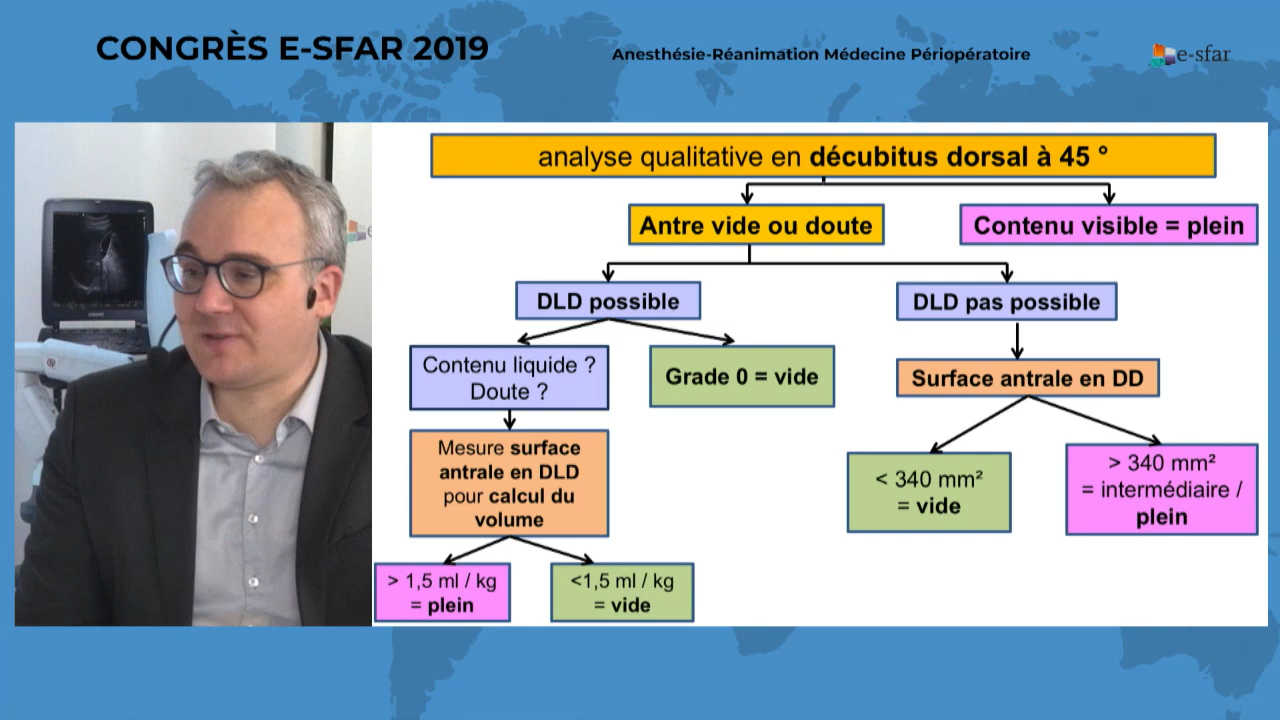 CONGRÈS E-SFAR 2019
Anesthésie-Réanimation Médecine Périopératoire
e-sfar
analyse qualitative en décubitus dorsal à 45 °
Antre vide ou doute
Contenu visible = plein
DLD possible
DLD pas possible
Contenu liquide ?
Doute ?
Grade 0 = vide
Surface antrale en DD
Mesure surface
antrale en DLD
pour calcul du
volume
< 340 mm²
= vide
> 340 mm²
= intermédiaire /
plein
> 1,5 ml / kg
= plein
<1,5 ml / kg
= vide